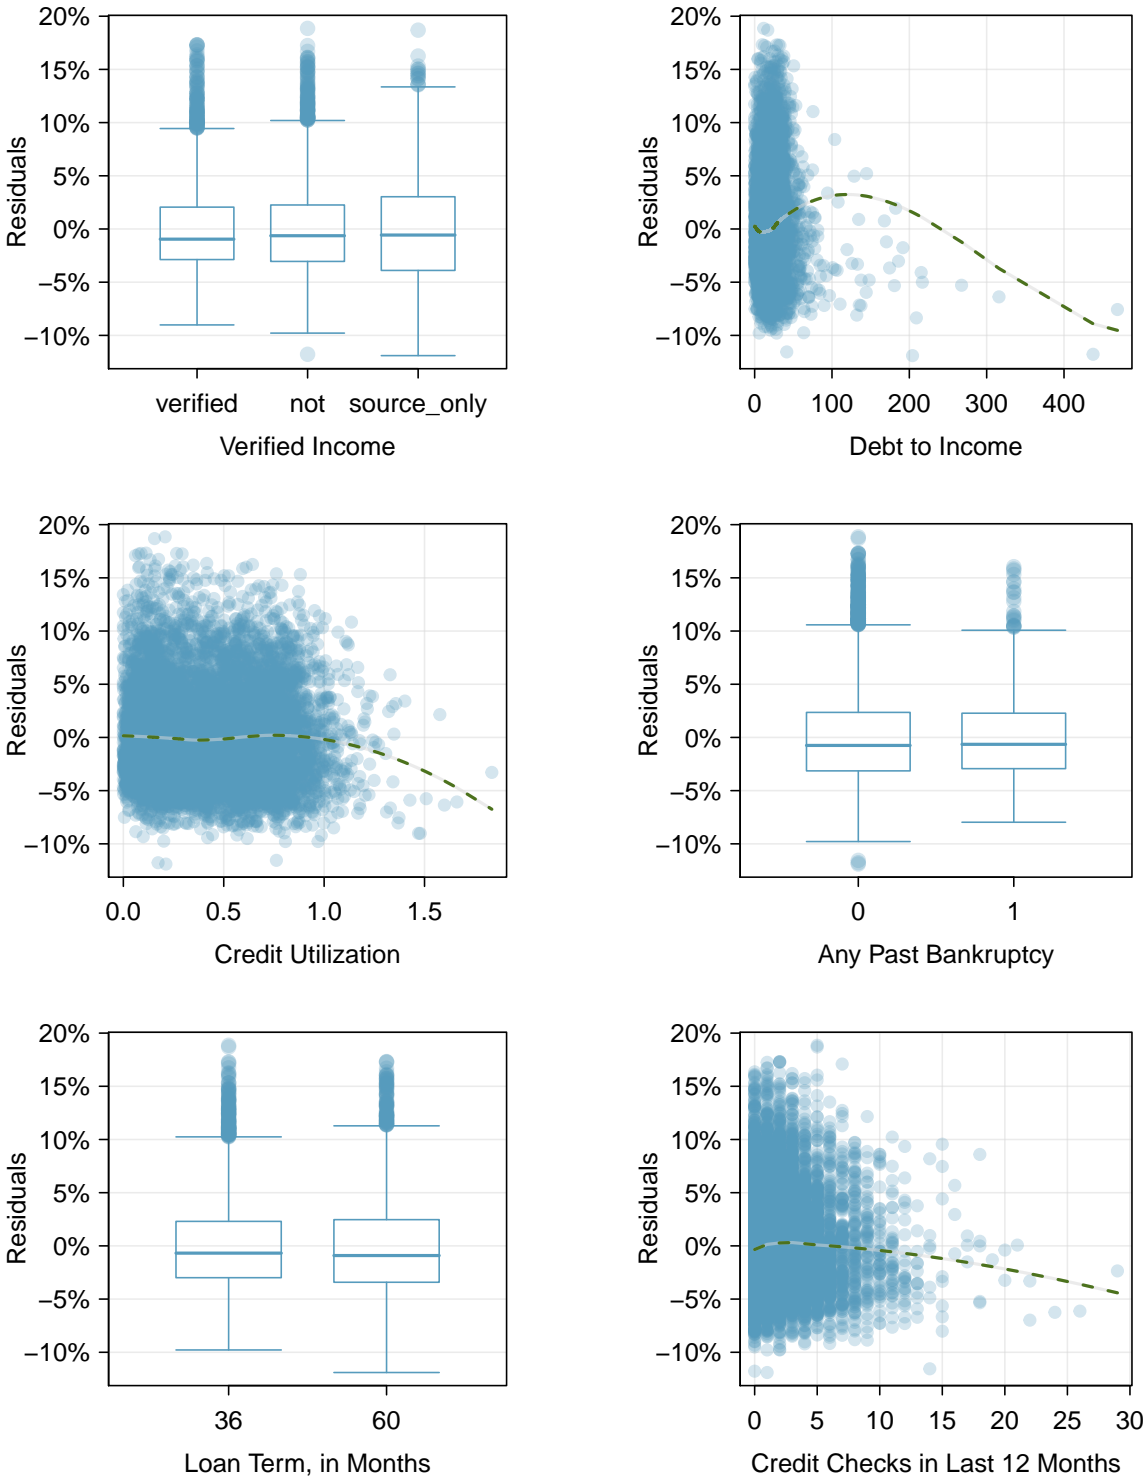 20%
15%
10%
5%
0%
−5%
−10%
Residuals
verified not source_only
Verified Income
20%
15%
10%
5%
0%
−5%
−10%
Residuals
0 100 200 300 400
Debt to Income
20%
15%
10%
5%
0%
−5%
−10%
Residuals
0.0 0.5 1.0 1.5
Credit Utilization
20%
15%
10%
5%
0%
−5%
−10%
Residuals
0 1
Any Past Bankruptcy
20%
15%
10%
5%
0%
−5%
−10%
Residuals
36 60
Loan Term, in Months
20%
15%
10%
5%
0%
−5%
−10%
Residuals
0 5 10 15 20 25 30
Credit Checks in Last 12 Months